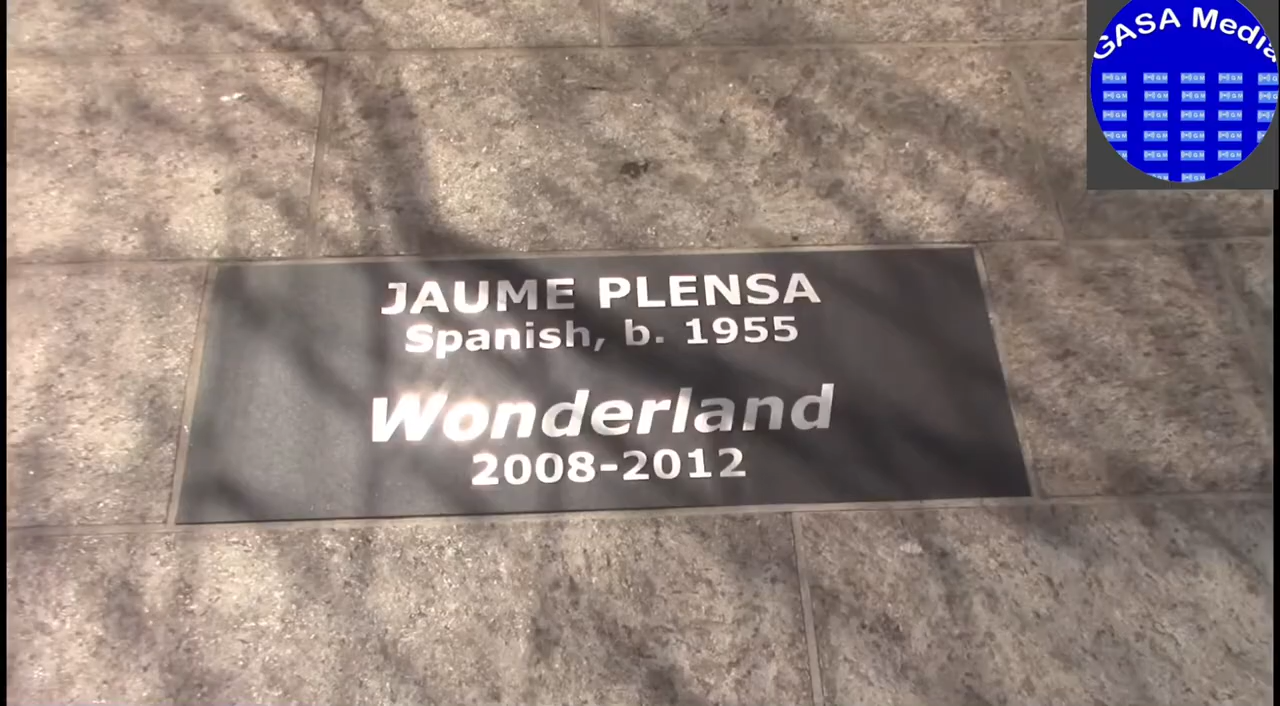 GASA Media
JAUME PLENSA
Spanish, b. 1955
Wonderland
2008-2012